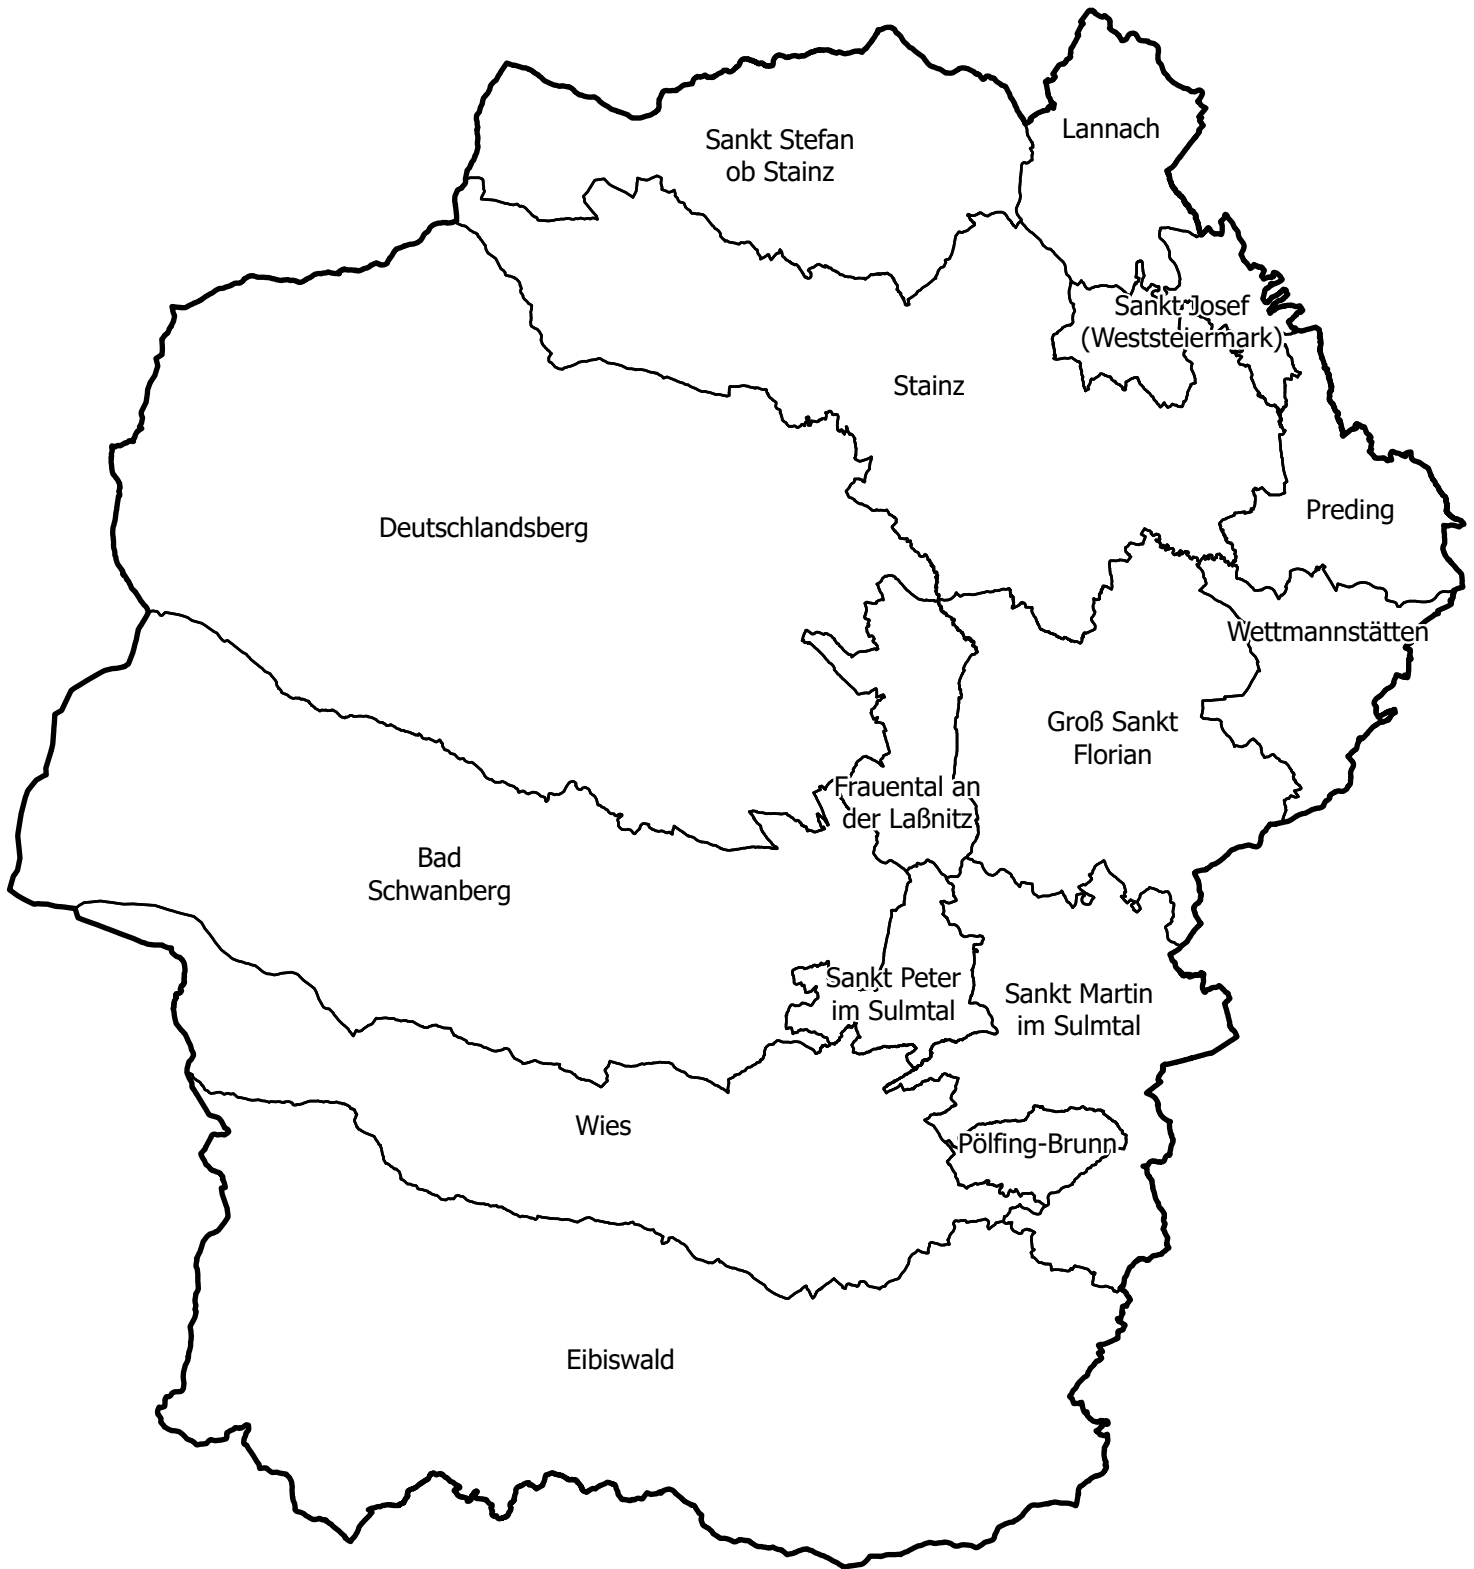 Lannach
Sankt Stefan
ob Stainz
Sankt Josef
(Weststeiermark)
Stainz
Preding
Deutschlandsberg
Wettmannstätten
Groß Sankt
Florian
Frauental an
der Laßnitz
Bad
Schwanberg
Sankt Peter
im Sulmtal
Sankt Martin
im Sulmtal
Wies
Pölfing-Brunn
Eibiswald